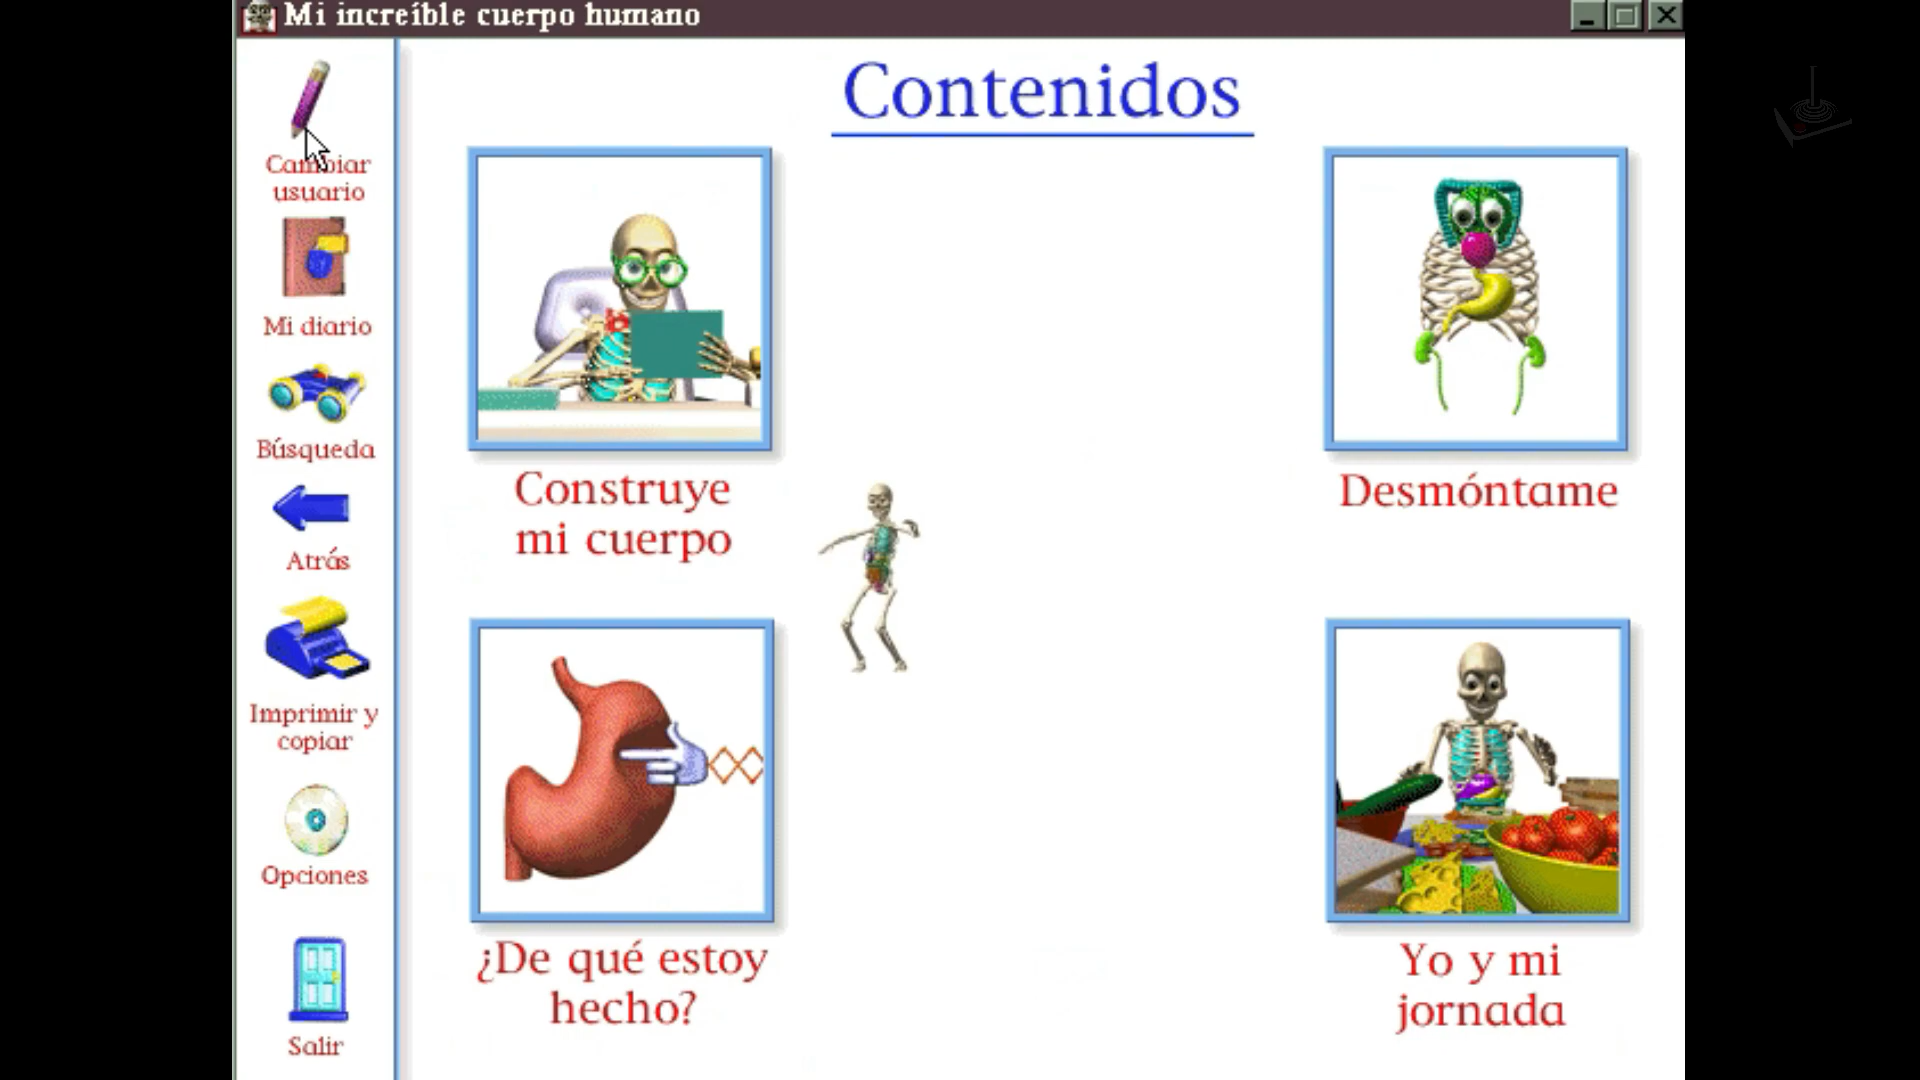 Mi increíble cuerpo humano
Contenidos
Cambiar
usuario
Mi diario
Búsqueda
Atrás
Imprimir y
copiar
Opciones
Salir
Construye
mi cuerpo
Desmóntame
¿De qué estoy
hecho?
Yo y mi
jornada